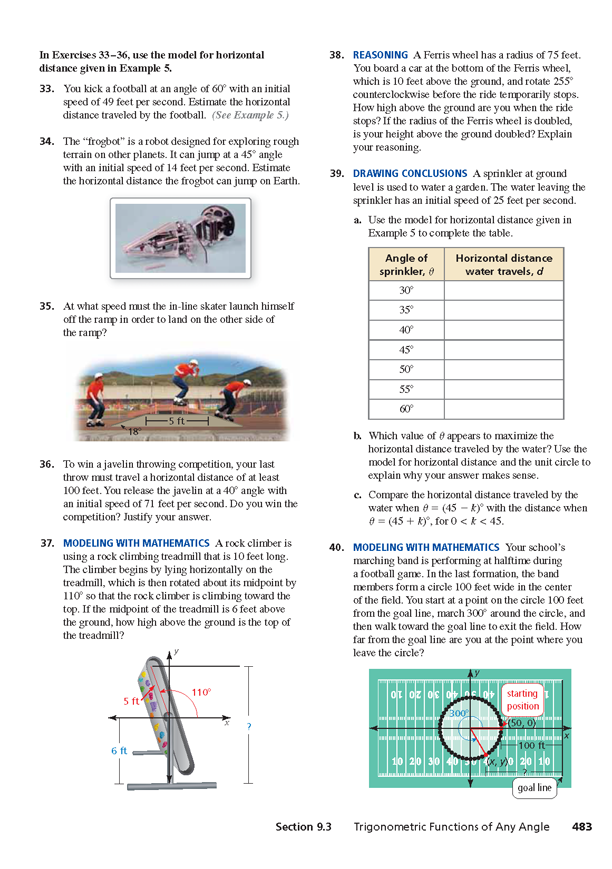 In Exercises 33–36, use the model for horizontal
distance given in Example 5.
33. You kick a football at an angle of 60° with an initial
speed of 49 feet per second. Estimate the horizontal
distance traveled by the football. (See Example 5.)
34. The “frogbot” is a robot designed for exploring rough
terrain on other planets. It can jump at a 45° angle
with an initial speed of 14 feet per second. Estimate
the horizontal distance the frogbot can jump on Earth.
35. At what speed must the in-line skater launch himself
off the ramp in order to land on the other side of
the ramp?
5 ft
18°
36. To win a javelin throwing competition, your last
throw must travel a horizontal distance of at least
100 feet. You release the javelin at a 40° angle with
an initial speed of 71 feet per second. Do you win the
competition? Justify your answer.
37. MODELING WITH MATHEMATICS A rock climber is
using a rock climbing treadmill that is 10 feet long.
The climber begins by lying horizontally on the
treadmill, which is then rotated about its midpoint by
110° so that the rock climber is climbing toward the
top. If the midpoint of the treadmill is 6 feet above
the ground, how high above the ground is the top of
the treadmill?
y
110°
5 ft
x
?
6 ft
38. REASONING A Ferris wheel has a radius of 75 feet.
You board a car at the bottom of the Ferris wheel,
which is 10 feet above the ground, and rotate 255°
counterclockwise before the ride temporarily stops.
How high above the ground are you when the ride
stops? If the radius of the Ferris wheel is doubled,
is your height above the ground doubled? Explain
your reasoning.
39. DRAWING CONCLUSIONS A sprinkler at ground
level is used to water a garden. The water leaving the
sprinkler has an initial speed of 25 feet per second.
a. Use the model for horizontal distance given in
Example 5 to complete the table.
Angle of Horizontal distance
sprinkler, θ water travels, d
30°
35°
40°
45°
50°
55°
60°
b. Which value of θ appears to maximize the
horizontal distance traveled by the water? Use the
model for horizontal distance and the unit circle to
explain why your answer makes sense.
c. Compare the horizontal distance traveled by the
water when θ = (45 − k)° with the distance when
θ = (45 + k)°, for 0 < k < 45.
40. MODELING WITH MATHEMATICS Your school’s
marching band is performing at halftime during
a football game. In the last formation, the band
members form a circle 100 feet wide in the center
of the field. You start at a point on the circle 100 feet
from the goal line, march 300° around the circle, and
then walk toward the goal line to exit the field. How
far from the goal line are you at the point where you
leave the circle?
y
10 20 30 40
starting
position
300°
(50, 0)
x
100 ft
10 20 30 40 (x, y) 20 10
?
goal line
Section 9.3 Trigonometric Functions of Any Angle 483